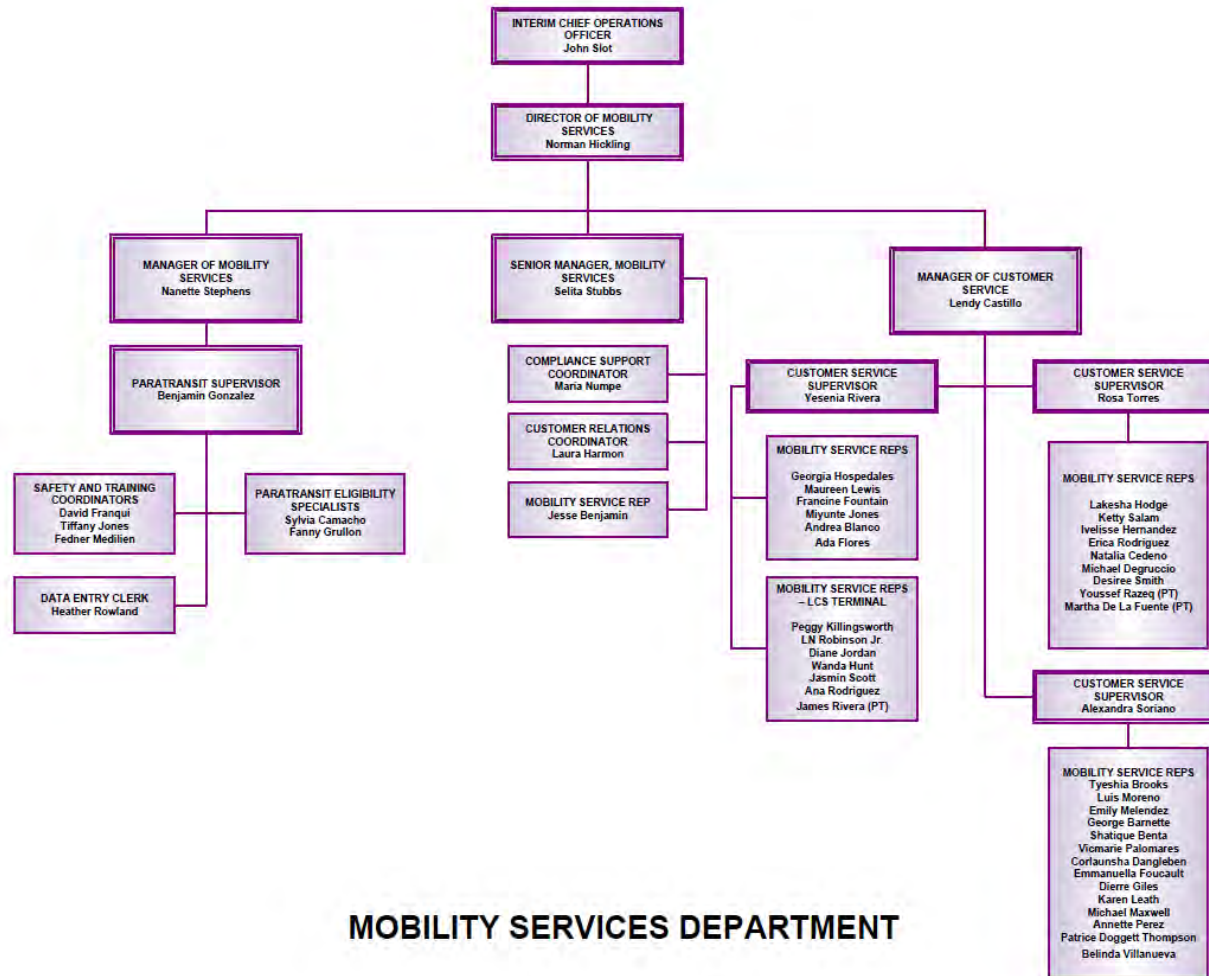 INTERIM CHIEF OPERATIONS
OFFICER
John Slot
DIRECTOR OF MOBILITY
SERVICES
Norman Hickling
MANAGER OF MOBILITY
SERVICES
Nanette Stephens
SENIOR MANAGER, MOBILITY
SERVICES
Selita Stubbs
MANAGER OF CUSTOMER
SERVICE
Lendy Castillo
PARATRANSIT SUPERVISOR
Benjamin Gonzalez
SAFETY AND TRAINING
COORDINATORS
David Franqui
Tiffany Jones
Fedner Medilien
PARATRANSIT ELIGIBILITY
SPECIALISTS
Sylvia Camacho
Fanny Grullon
DATA ENTRY CLERK
Heather Rowland
COMPLIANCE SUPPORT
COORDINATOR
Maria Numpe
CUSTOMER RELATIONS
COORDINATOR
Laura Harmon
MOBILITY SERVICE REP
Jesse Benjamin
CUSTOMER SERVICE
SUPERVISOR
Yesenia Rivera
MOBILITY SERVICE REPS
Georgia Hospedales
Maureen Lewis
Francine Fountain
Miyunte Jones
Andrea Blanco
Ada Flores
MOBILITY SERVICE REPS
– LCS TERMINAL
Peggy Killingsworth
LN Robinson Jr.
Diane Jordan
Wanda Hunt
Jasmin Scott
Ana Rodriguez
James Rivera (PT)
CUSTOMER SERVICE
SUPERVISOR
Rosa Torres
MOBILITY SERVICE REPS
Lakesha Hodge
Ketty Salam
Ivelisse Hernandez
Erica Rodriguez
Natalia Cedeno
Michael Degruccio
Desiree Smith
Youssef Razeq (PT)
Martha De La Fuente (PT)
CUSTOMER SERVICE
SUPERVISOR
Alexandra Soriano
MOBILITY SERVICE REPS
Tyeshia Brooks
Luis Moreno
Emily Melendez
George Barnette
Shatique Benta
Vicmarie Palomares
Corlaunsha Dangleben
Emmanuella Foucault
Dierre Giles
Karen Leath
Michael Maxwell
Annette Perez
Patrice Doggett Thompson
Belinda Villanueva
MOBILITY SERVICES DEPARTMENT